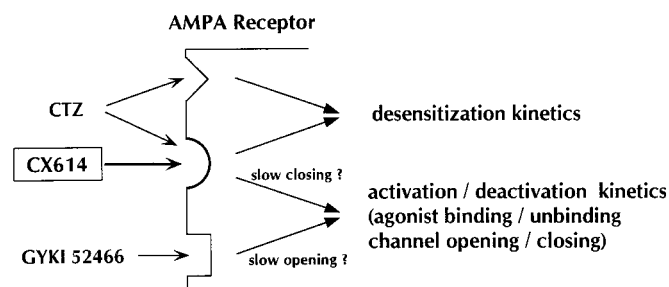 AMPA Receptor
CTZ
desensitization kinetics
CX614
slow closing ?
activation / deactivation kinetics
(agonist binding / unbinding
channel opening / closing)
GYKI 52466
slow opening ?